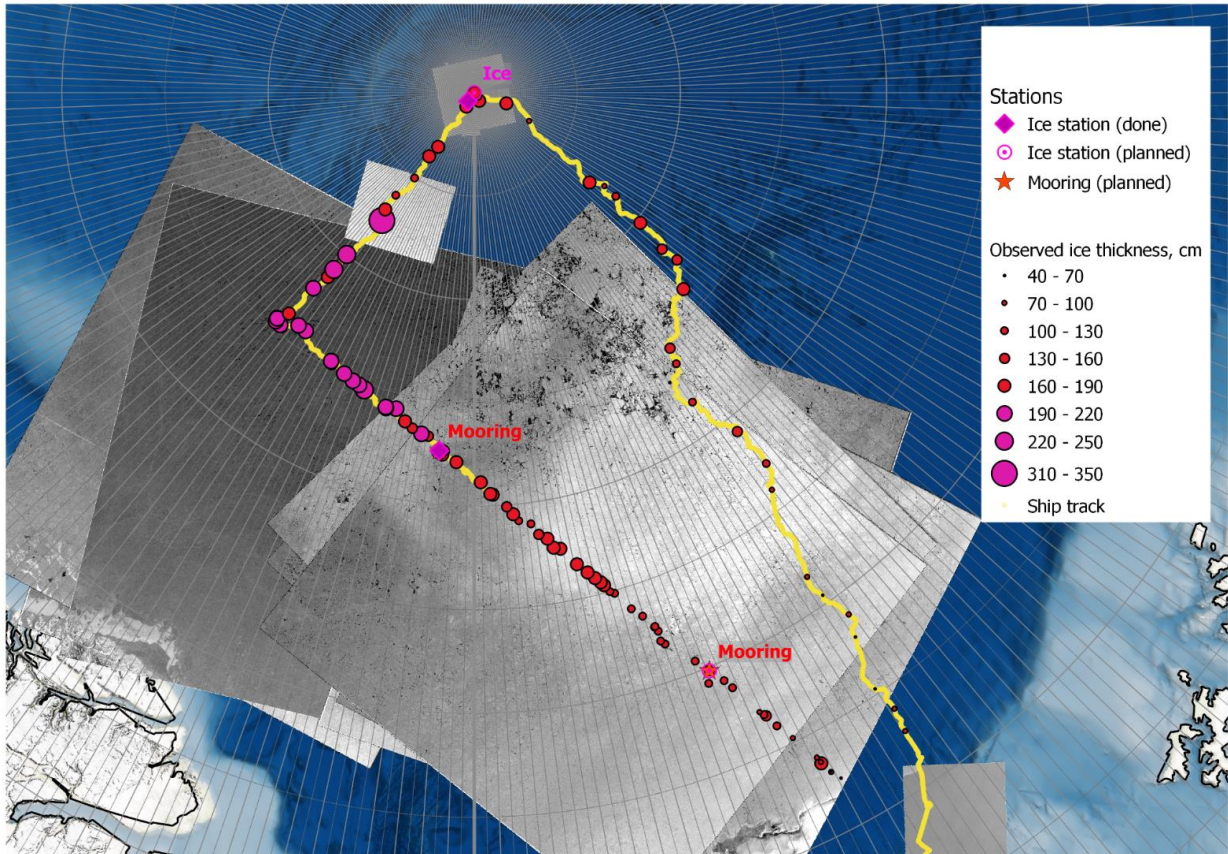 Ice
Mooring
Mooring
Stations
Ice station (done)
Ice station (planned)
Mooring (planned)
Observed ice thickness, cm
40 - 70
70 - 100
100 - 130
130 - 160
160 - 190
190 - 220
220 - 250
310 - 350
Ship track